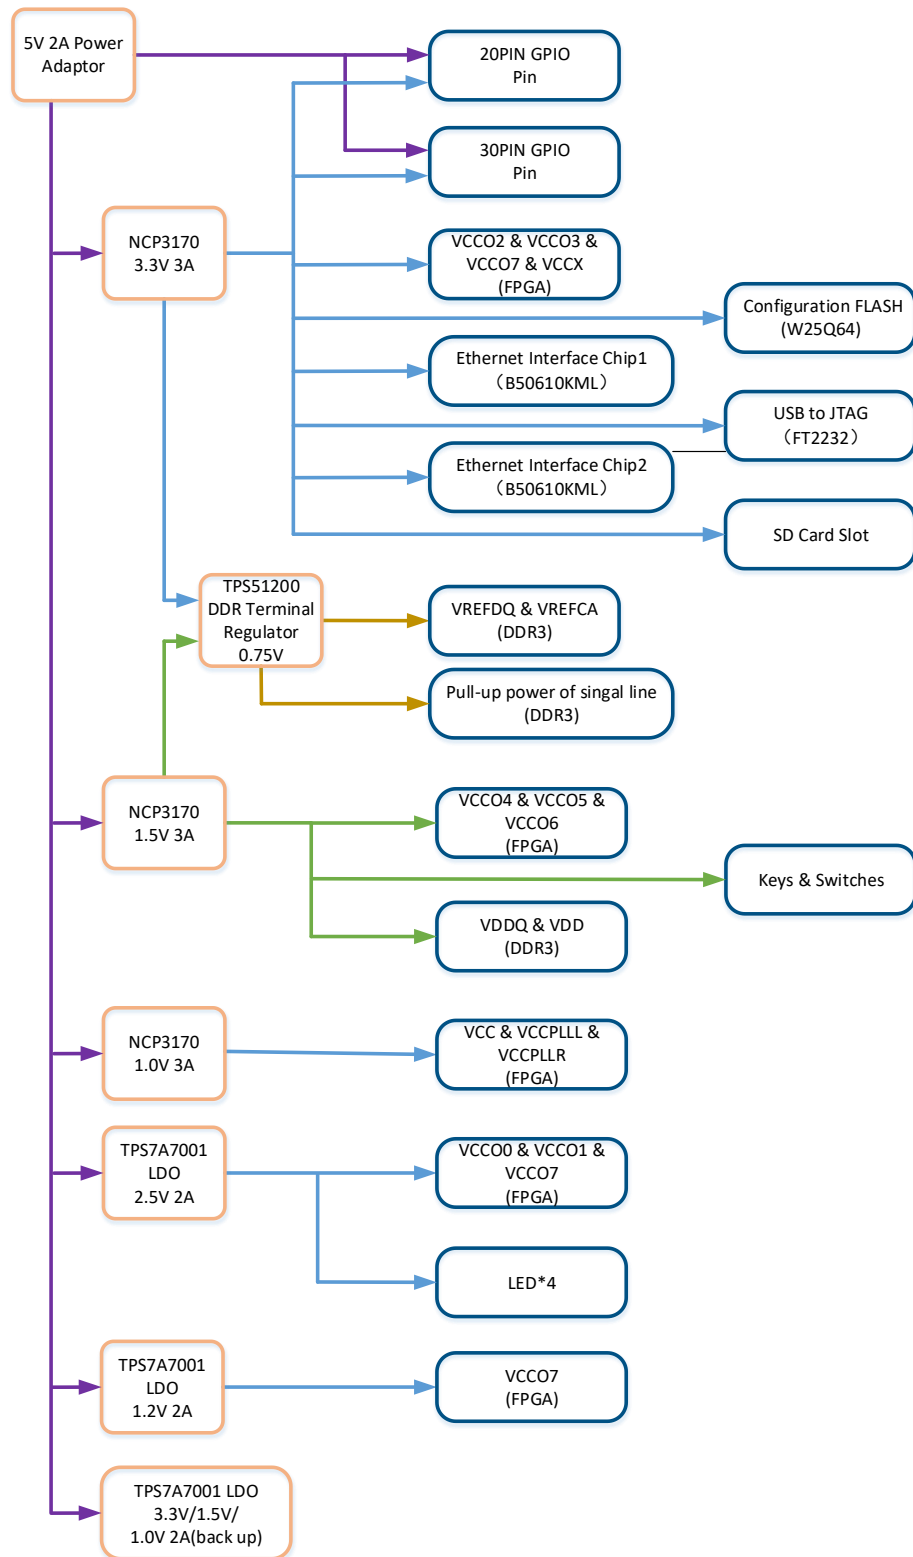 5V 2A Power
Adaptor
20PIN GPIO
Pin
30PIN GPIO
Pin
NCP3170
3.3V 3A
VCCO2 & VCCO3 &
VCCO7 & VCCX
(FPGA)
Configuration FLASH
(W25Q64)
Ethernet Interface Chip1
（B50610KML）
USB to JTAG
（FT2232）
Ethernet Interface Chip2
（B50610KML）
SD Card Slot
TPS51200
DDR Terminal
Regulator
0.75V
VREFDQ & VREFCA
(DDR3)
Pull-up power of singal line
(DDR3)
NCP3170
1.5V 3A
VCCO4 & VCCO5 &
VCCO6
(FPGA)
Keys & Switches
VDDQ & VDD
(DDR3)
NCP3170
1.0V 3A
VCC & VCCPLLL &
VCCPLLR
(FPGA)
TPS7A7001
LDO
2.5V 2A
VCCO0 & VCCO1 &
VCCO7
(FPGA)
LED*4
TPS7A7001
LDO
1.2V 2A
VCCO7
(FPGA)
TPS7A7001 LDO
3.3V/1.5V/
1.0V 2A(back up)